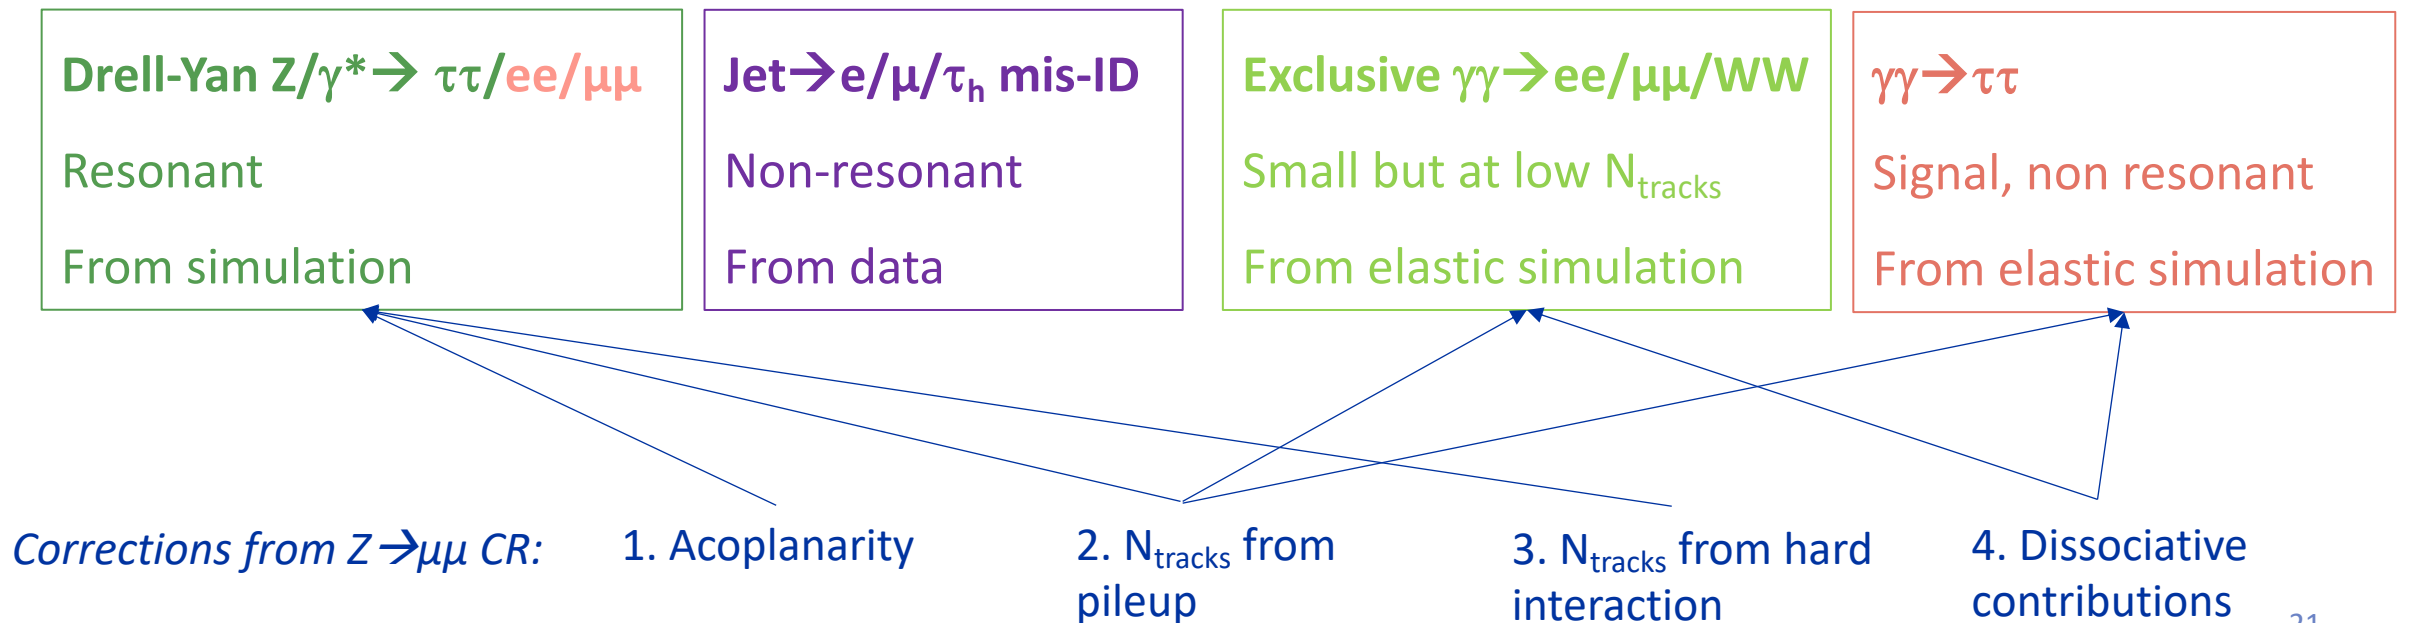 Drell-Yan Z/γ*→ ττ/ee/μμ
Resonant
From simulation
Jet→e/μ/τh mis-ID
Non-resonant
From data
Exclusive γγ→ee/μμ/WW
Small but at low Ntracks
From elastic simulation
γγ→ττ
Signal, non resonant
From elastic simulation
Corrections from Z→μμ CR:
1. Acoplanarity
2. Ntracks from
pileup
3. Ntracks from hard
interaction
4. Dissociative
contributions